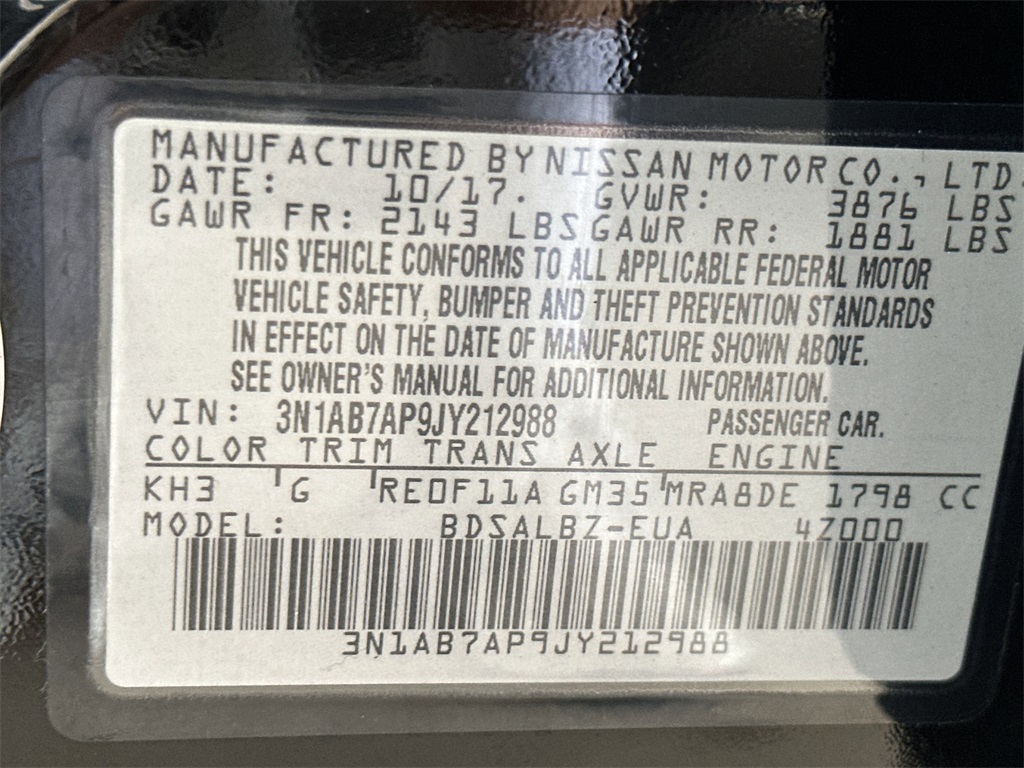 MANUFACTURED BY NISSAN MOTOR CO., LTD.
DATE: 10/17. GVWR: 3876 LBS
GAWR FR: 2143 LBS GAWR RR: 1881 LBS
THIS VEHICLE CONFORMS TO ALL APPLICABLE FEDERAL MOTOR
VEHICLE SAFETY, BUMPER AND THEFT PREVENTION STANDARDS
IN EFFECT ON THE DATE OF MANUFACTURE SHOWN ABOVE.
SEE OWNER'S MANUAL FOR ADDITIONAL INFORMATION.
VIN: 3N1AB7AP9JY212988 PASSENGER CAR.
COLOR TRIM TRANS AXLE ENGINE
KH3 G RE0F11A GM35 MRA8DE 1798 CC
MODEL: BDSALBZ-EUA 4Z000
3N1AB7AP9JY212988